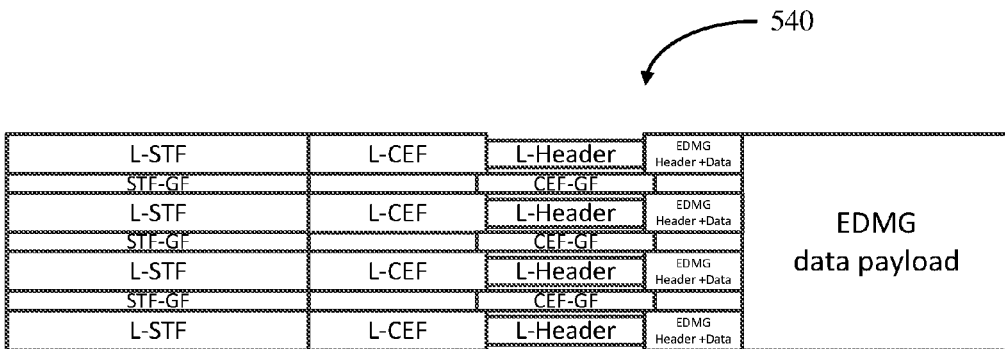 540
L-STF L-CEF L-Header EDMG
Header +Data
STF-GF CEF-GF
L-STF L-CEF L-Header EDMG
Header +Data
STF-GF CEF-GF
L-STF L-CEF L-Header EDMG
Header +Data
STF-GF CEF-GF
L-STF L-CEF L-Header EDMG
Header +Data
EDMG
data payload